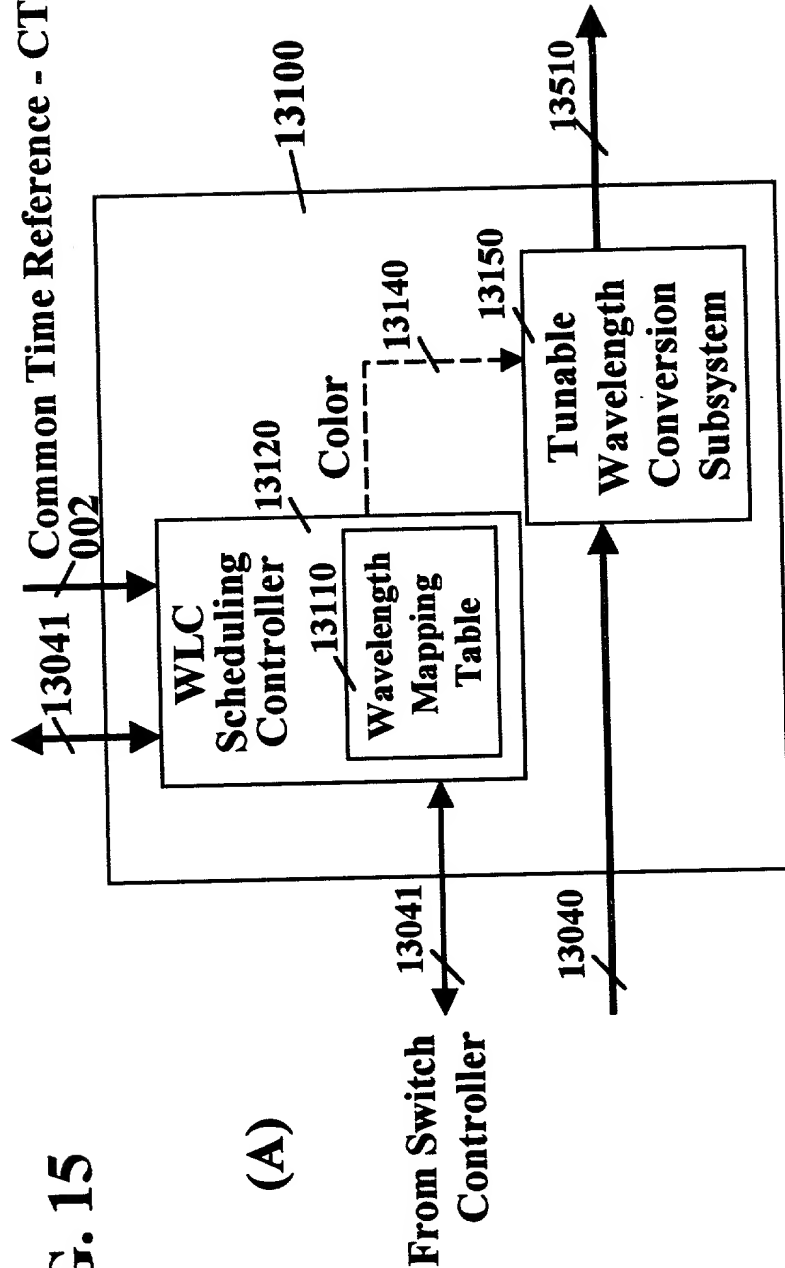 G. 15
(A)
Common Time Reference - CT
002
13041
13100
WLC
Scheduling
Controller
13120
13110
Wavelength
Mapping
Table
Color
13140
13150
Tunable
Wavelength
Conversion
Subsystem
13510
13041
From Switch
Controller
13040